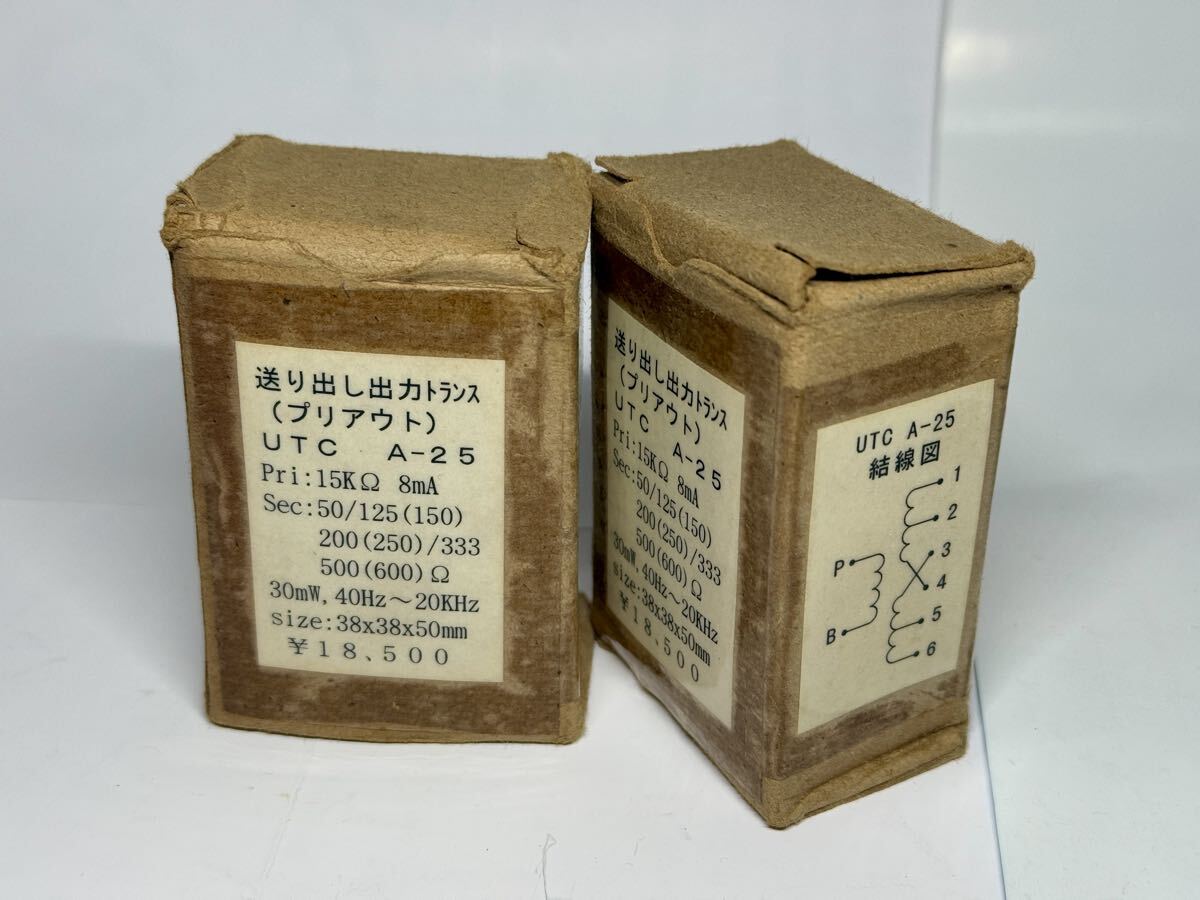 送り出し出力トランス
(プリアウト)
UTC A-25
Pri:15KΩ 8mA
Sec:50/125(150)
200(250)/333
500(600)Ω
30mW,40Hz～20KHz
size:38x38x50mm
￥18、500
送り出し出力トランス
(プリアウト)
UTC A-25
Pri:15KΩ 8mA
Sec:50/125(150)
200(250)/333
500(600)Ω
30mW,40Hz～20KHz
size:38x38x50mm
￥18、500
UTC A-25
結線図
1
2
3
P
4
5
B
6